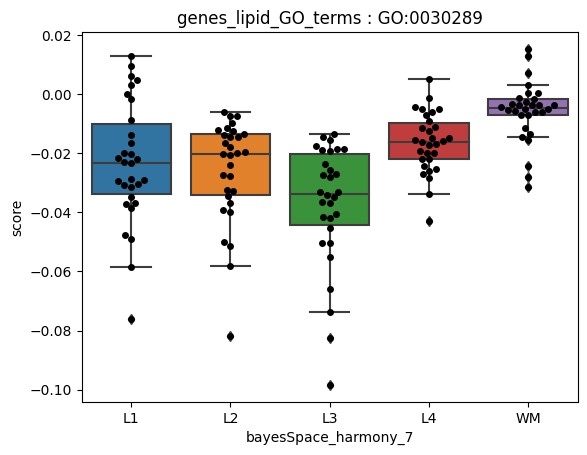 genes_lipid_GO_terms : GO:0030289
0.02
0.00
−0.02
−0.04
−0.06
−0.08
−0.10
score
L1 L2 L3 L4 WM
bayesSpace_harmony_7